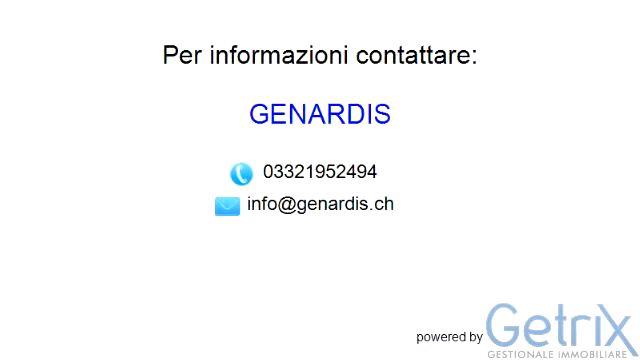 Per informazioni contattare:
GENARDIS
03321952494
info@genardis.ch
powered by Getrix
GESTIONALE IMMOBILIARE